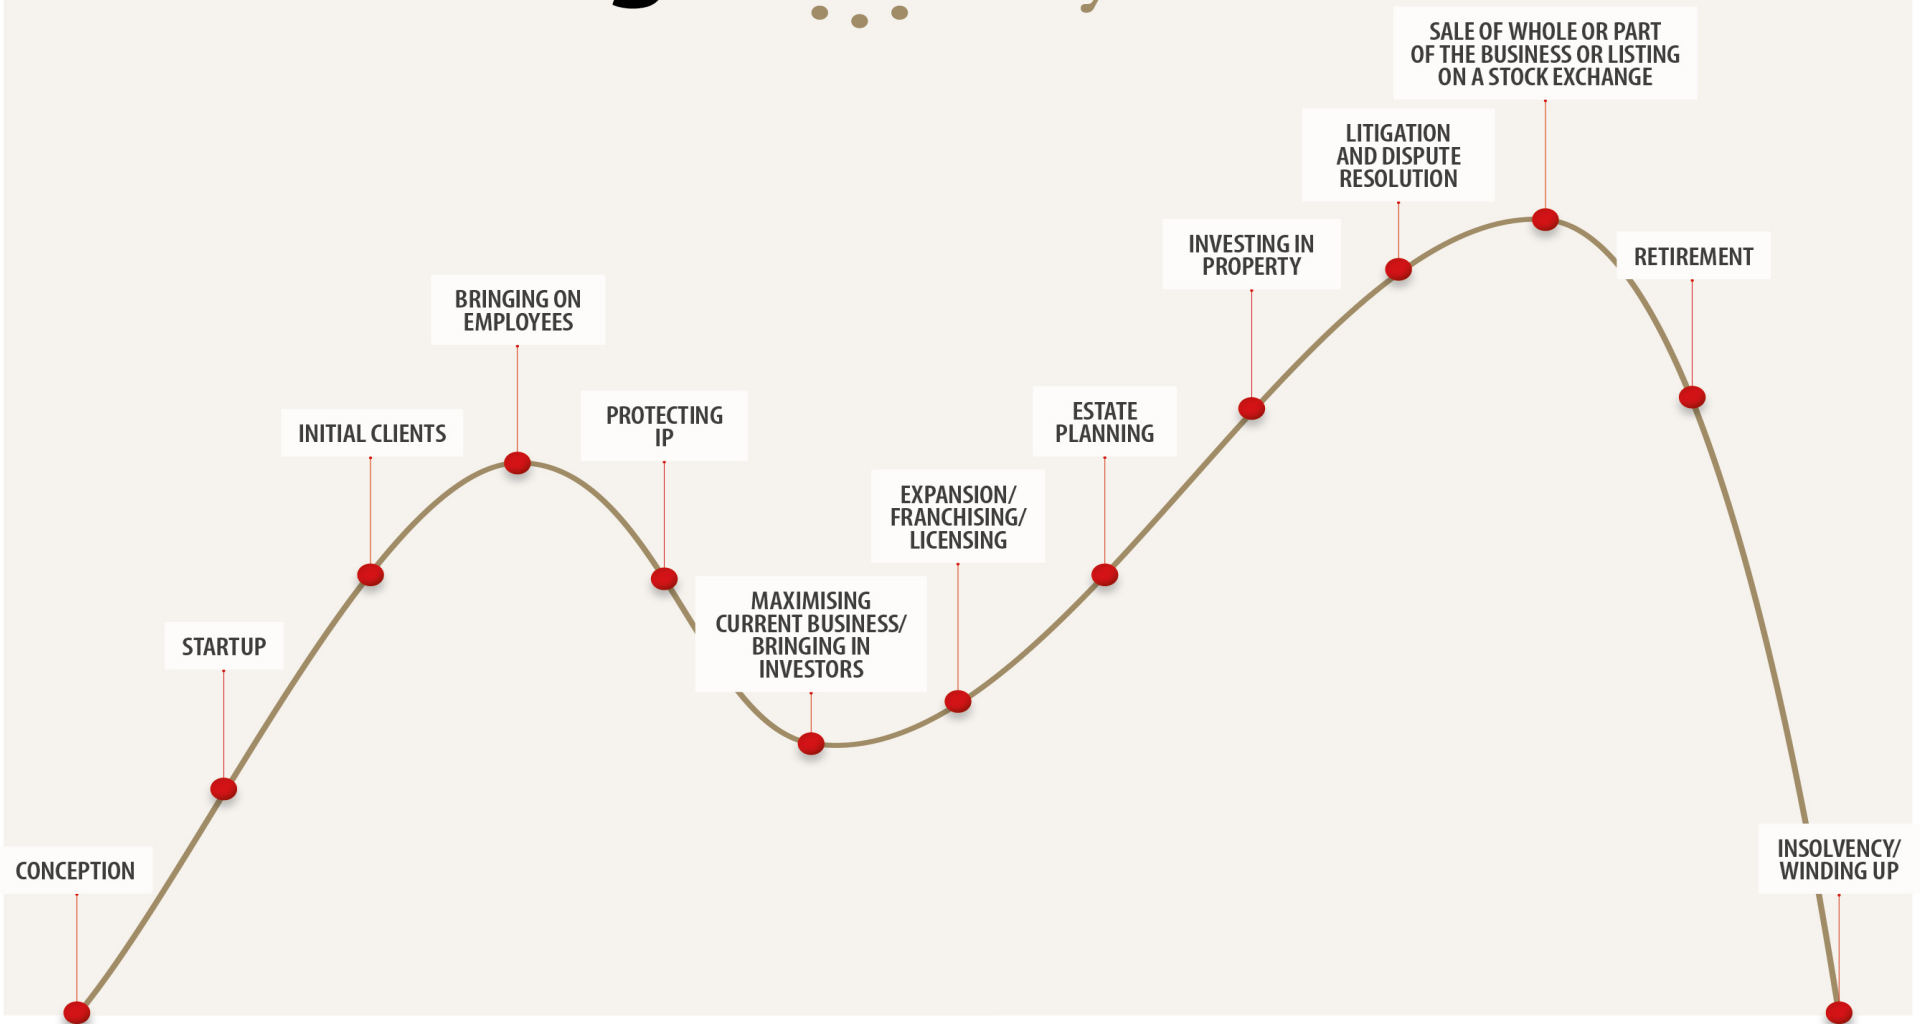 SALE OF WHOLE OR PART
OF THE BUSINESS OR LISTING
ON A STOCK EXCHANGE
LITIGATION
AND DISPUTE
RESOLUTION
INVESTING IN
PROPERTY
RETIREMENT
BRINGING ON
EMPLOYEES
INITIAL CLIENTS
PROTECTING
IP
ESTATE
PLANNING
EXPANSION/
FRANCHISING/
LICENSING
MAXIMISING
CURRENT BUSINESS/
BRINGING IN
INVESTORS
STARTUP
CONCEPTION
INSOLVENCY/
WINDING UP